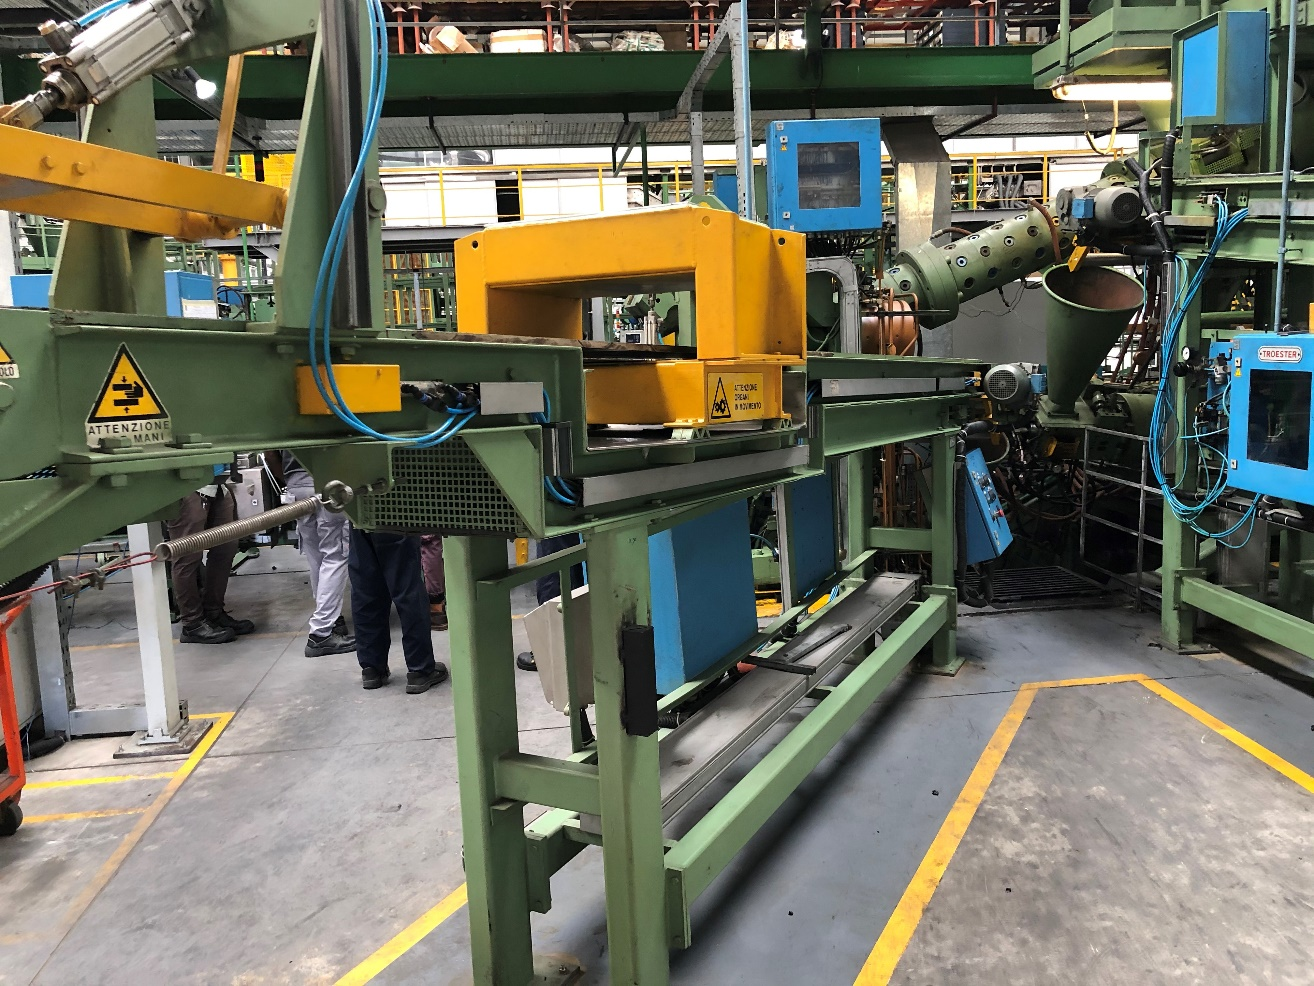 OLO
ATTENZIONE
MANI
ATTENZIONE
ORGANI
IN MOVIMENTO
TROESTER